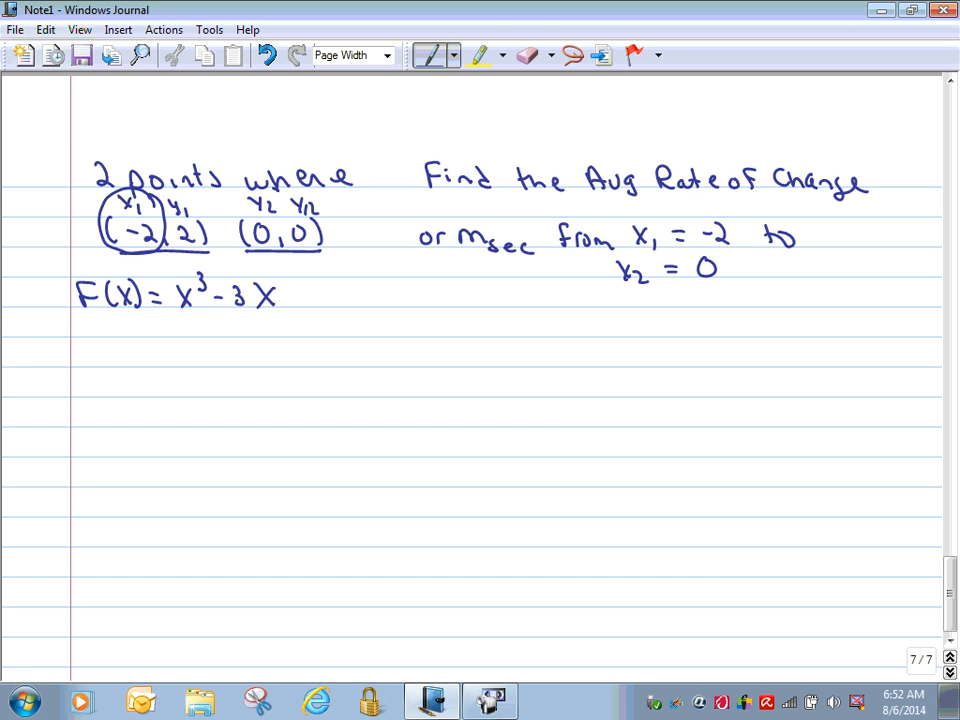 Note1 - Windows Journal
File Edit View Insert Actions Tools Help
Page Width
2 points where
x1 y1 y2 y12
(-2, 2) (0, 0)
F(x) = x³ - 3x
Find the Avg Rate of Change
or msec from x1 = -2 to
x2 = 0
7 / 7
6:52 AM
8/6/2014